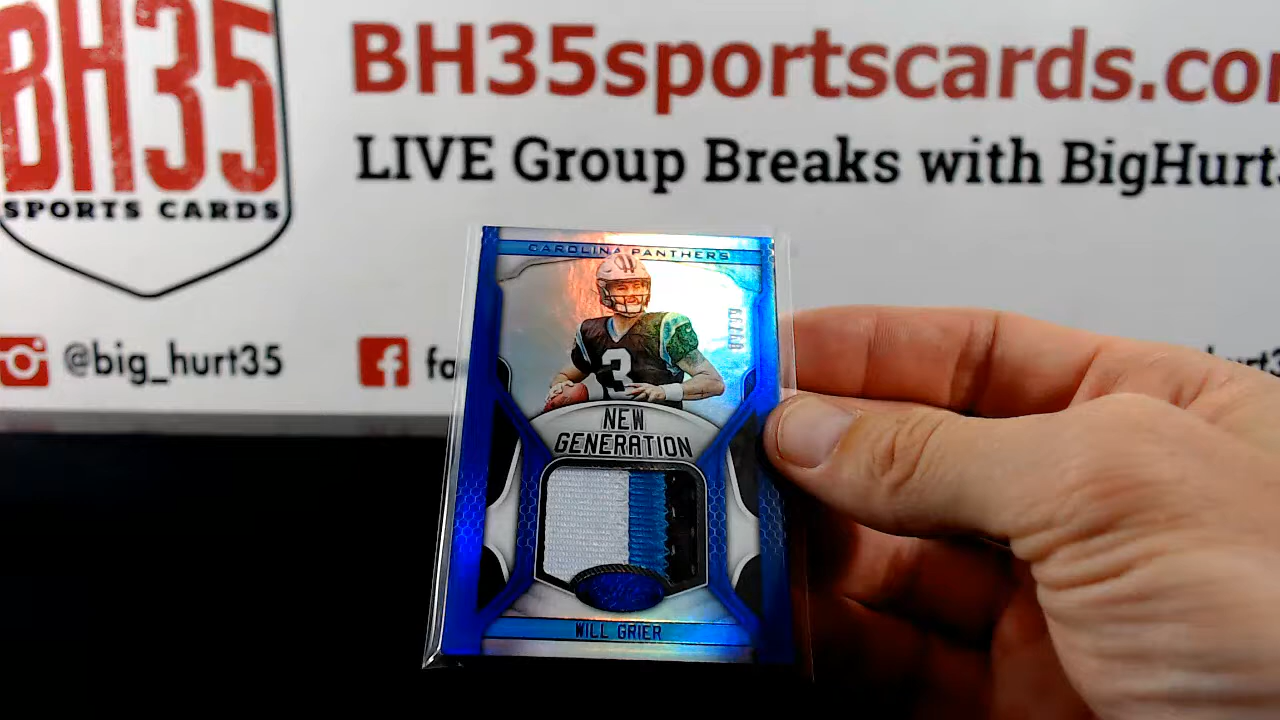 BH35
SPORTS CARDS
BH35sportscards.co
LIVE Group Breaks with BigHurt
@big_hurt35
CAROLINA PANTHERS
3
NEW
GENERATION
WILL GRIER